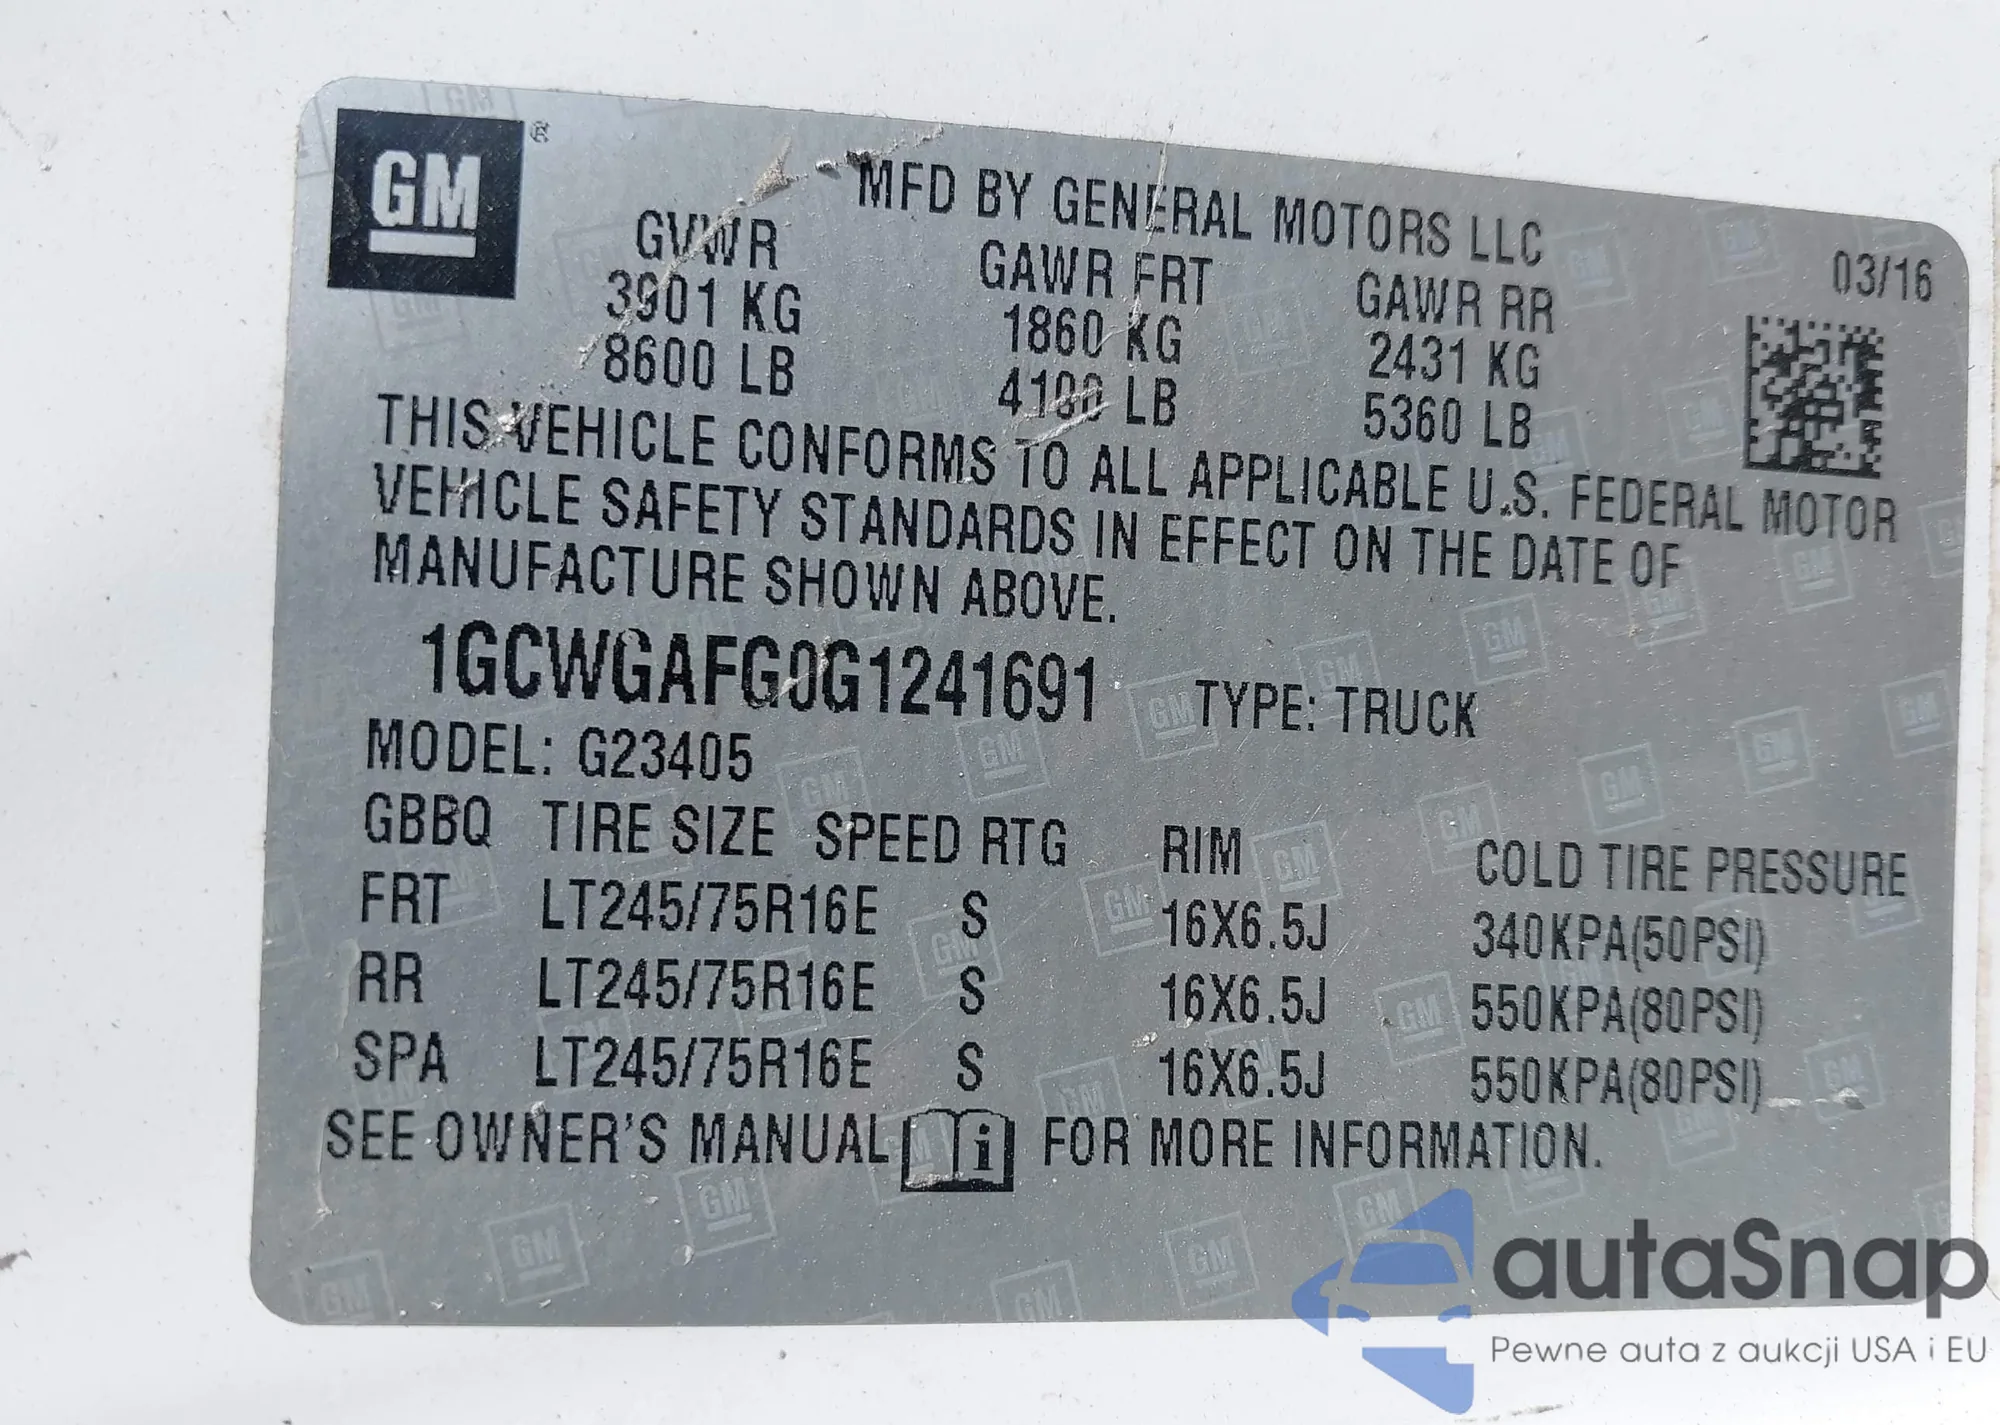 GM ®
MFD BY GENERAL MOTORS LLC
03/16
GVWR GAWR FRT GAWR RR
3901 KG 1860 KG 2431 KG
8600 LB 4100 LB 5360 LB
THIS VEHICLE CONFORMS TO ALL APPLICABLE U.S. FEDERAL MOTOR
VEHICLE SAFETY STANDARDS IN EFFECT ON THE DATE OF
MANUFACTURE SHOWN ABOVE.
1GCWGAFG0G1241691 TYPE: TRUCK
MODEL: G23405
GBBQ TIRE SIZE SPEED RTG RIM COLD TIRE PRESSURE
FRT LT245/75R16E S 16X6.5J 340KPA(50PSI)
RR LT245/75R16E S 16X6.5J 550KPA(80PSI)
SPA LT245/75R16E S 16X6.5J 550KPA(80PSI)
SEE OWNER'S MANUAL i FOR MORE INFORMATION.
autaSnap
Pewne auta z aukcji USA i EU